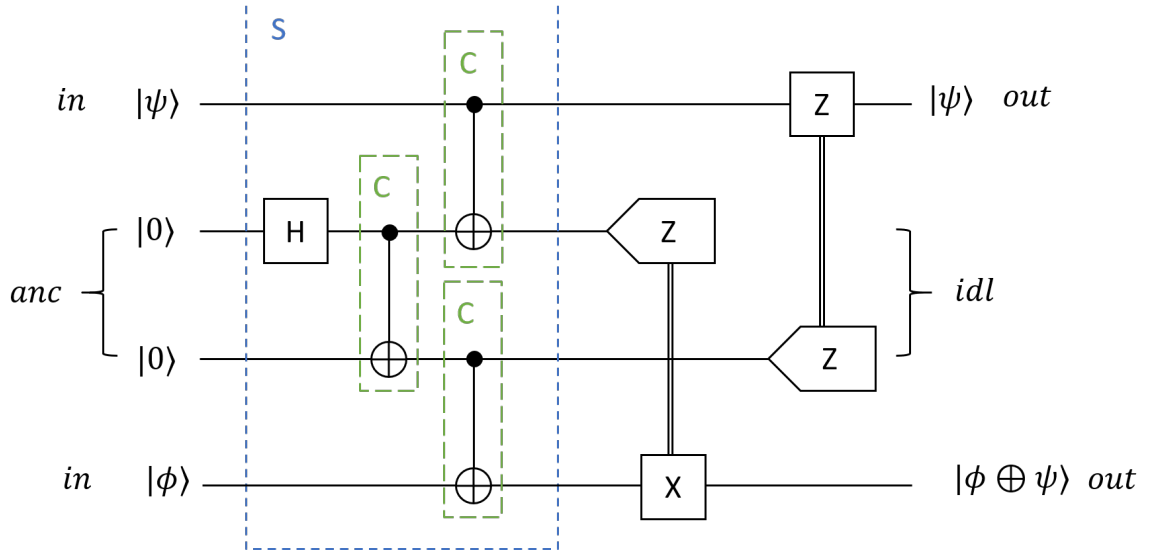 S
C
in |ψ⟩ Z |ψ⟩ out
C
|0⟩ H Z
anc idl
C
|0⟩ Z
in |ϕ⟩ X |ϕ ⊕ ψ⟩ out